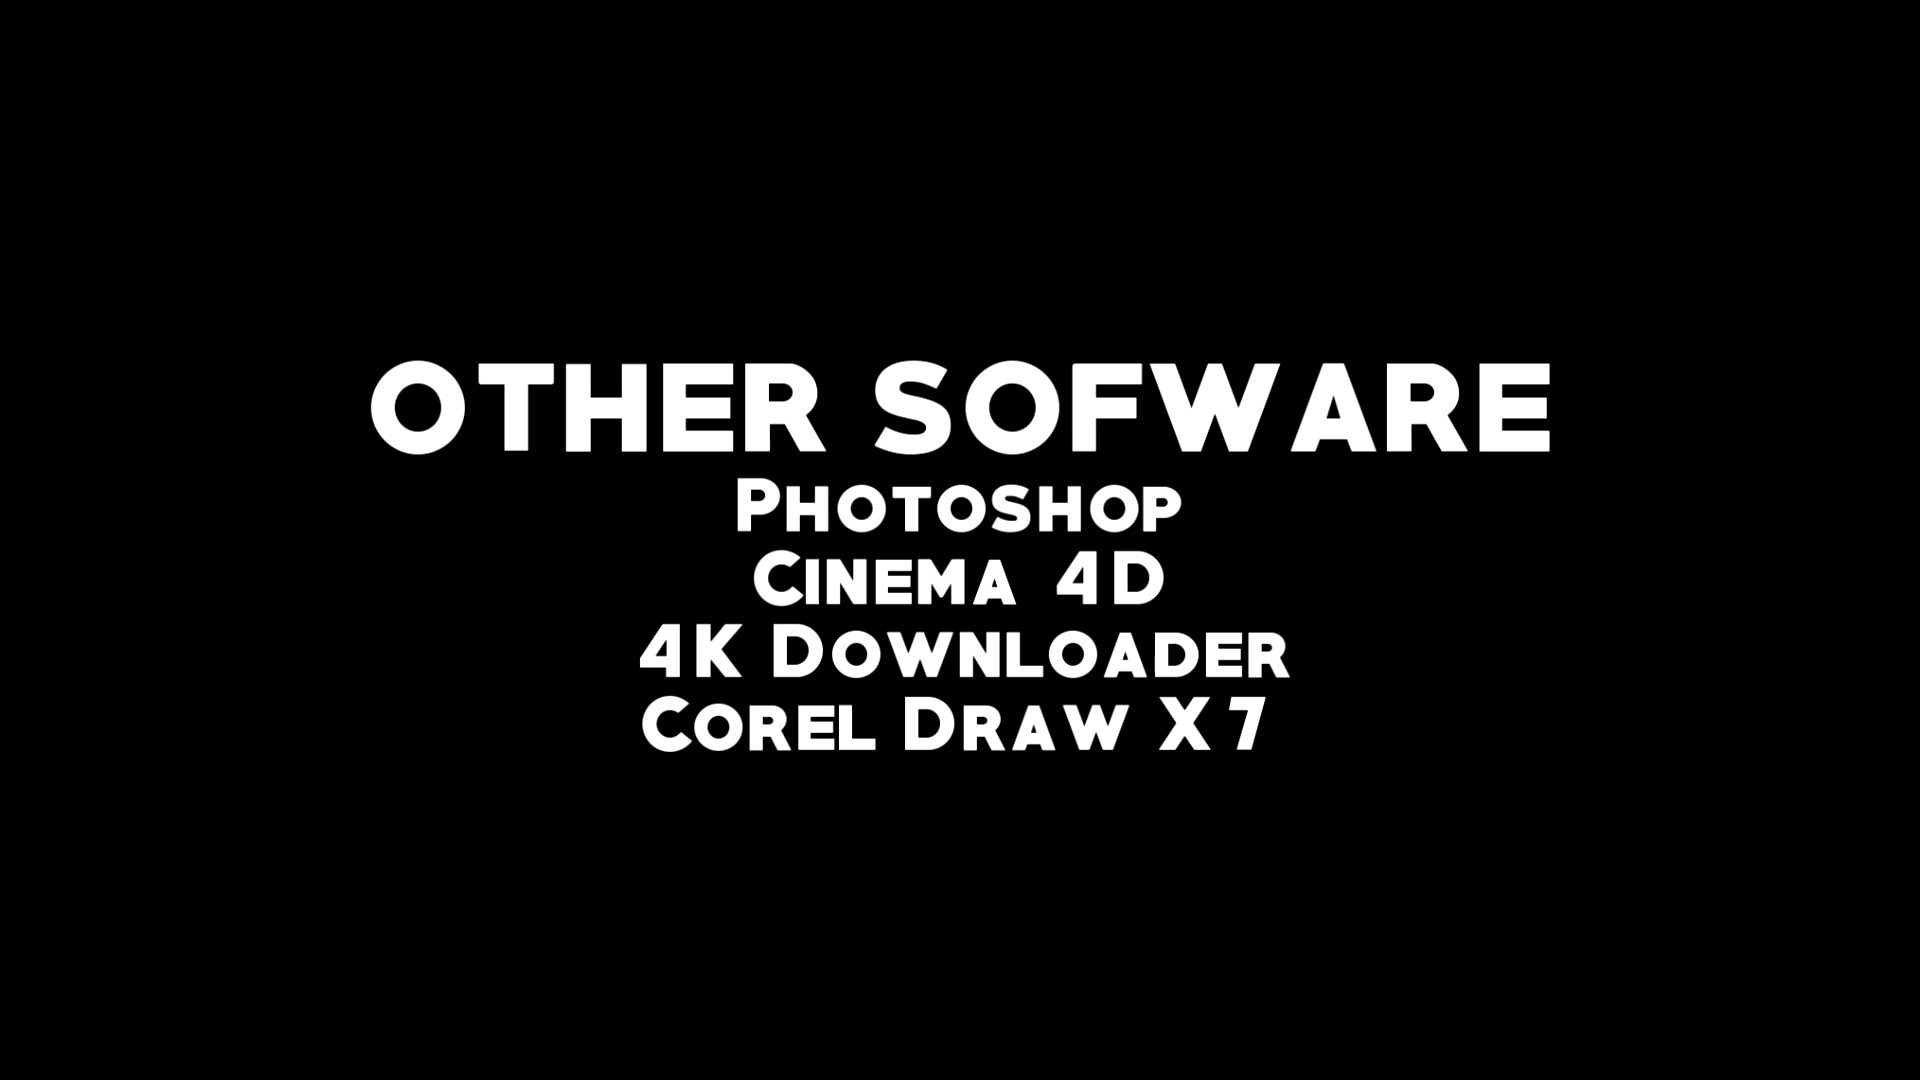 OTHER SOFWARE
Photoshop
Cinema 4D
4K Downloader
Corel Draw X7